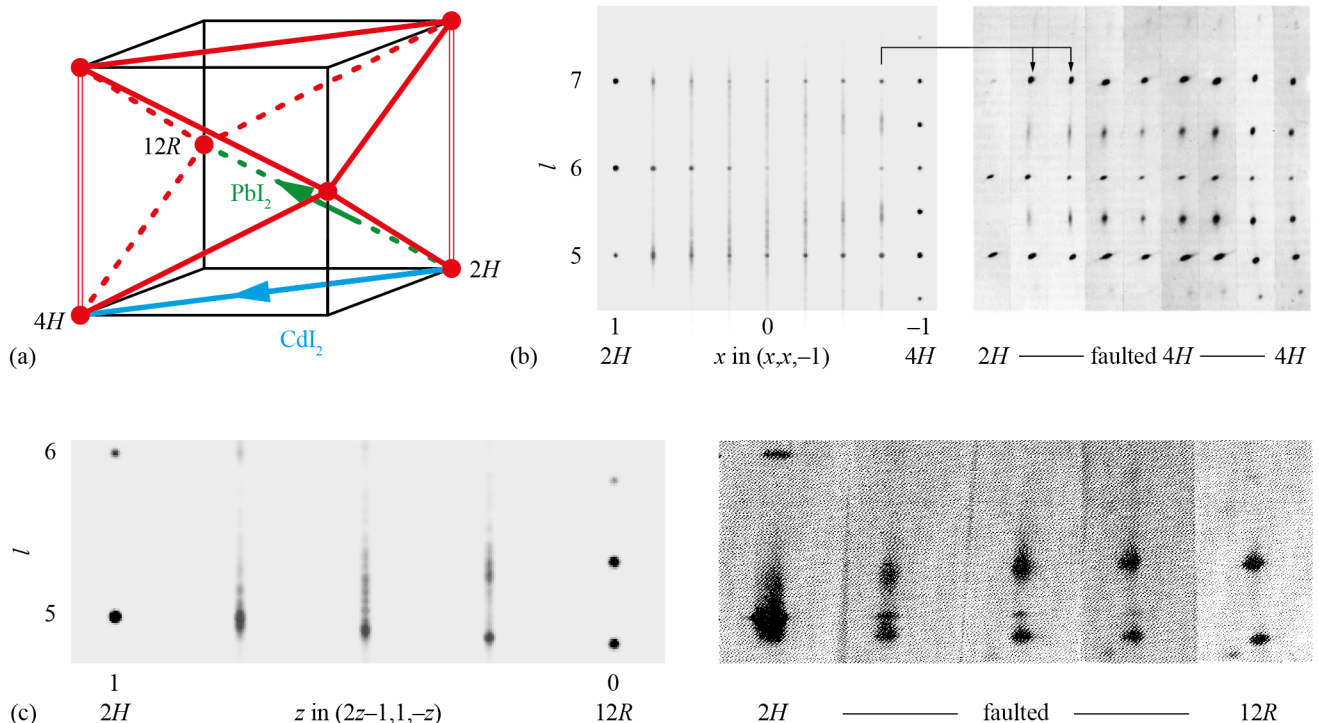 12R
PbI₂
2H
4H
CdI₂
(a)
7
l
6
5
1 0 –1
2H x in (x,x,–1) 4H
(b)
2H faulted 4H 4H
6
l
5
1 0
2H z in (2z–1,1,–z) 12R
(c)
2H faulted 12R